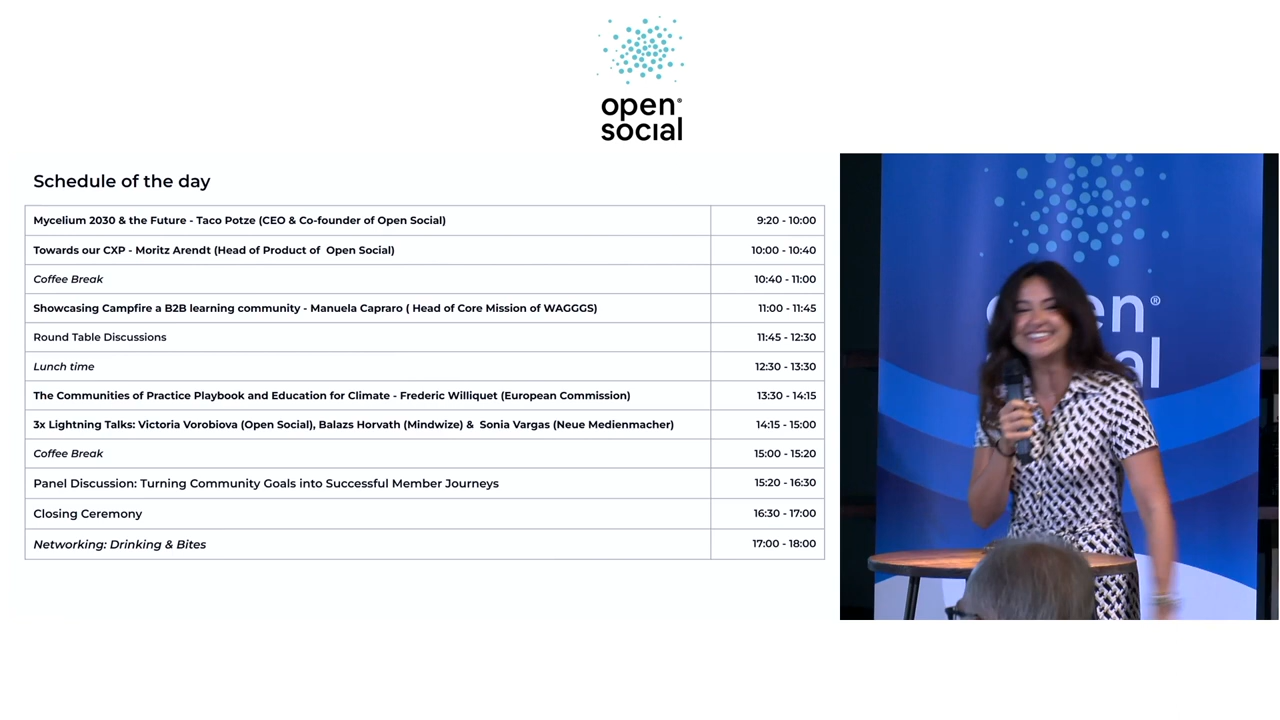 open®
social
Schedule of the day
Mycelium 2030 & the Future - Taco Potze (CEO & Co-founder of Open Social) 9:20 - 10:00
Towards our CXP - Moritz Arendt (Head of Product of  Open Social) 10:00 - 10:40
Coffee Break 10:40 - 11:00
Showcasing Campfire a B2B learning community - Manuela Capraro ( Head of Core Mission of WAGGGS) 11:00 - 11:45
Round Table Discussions 11:45 - 12:30
Lunch time 12:30 - 13:30
The Communities of Practice Playbook and Education for Climate - Frederic Williquet (European Commission) 13:30 - 14:15
3x Lightning Talks: Victoria Vorobiova (Open Social), Balazs Horvath (Mindwize) &  Sonia Vargas (Neue Medienmacher) 14:15 - 15:00
Coffee Break 15:00 - 15:20
Panel Discussion: Turning Community Goals into Successful Member Journeys 15:20 - 16:30
Closing Ceremony 16:30 - 17:00
Networking: Drinking & Bites 17:00 - 18:00